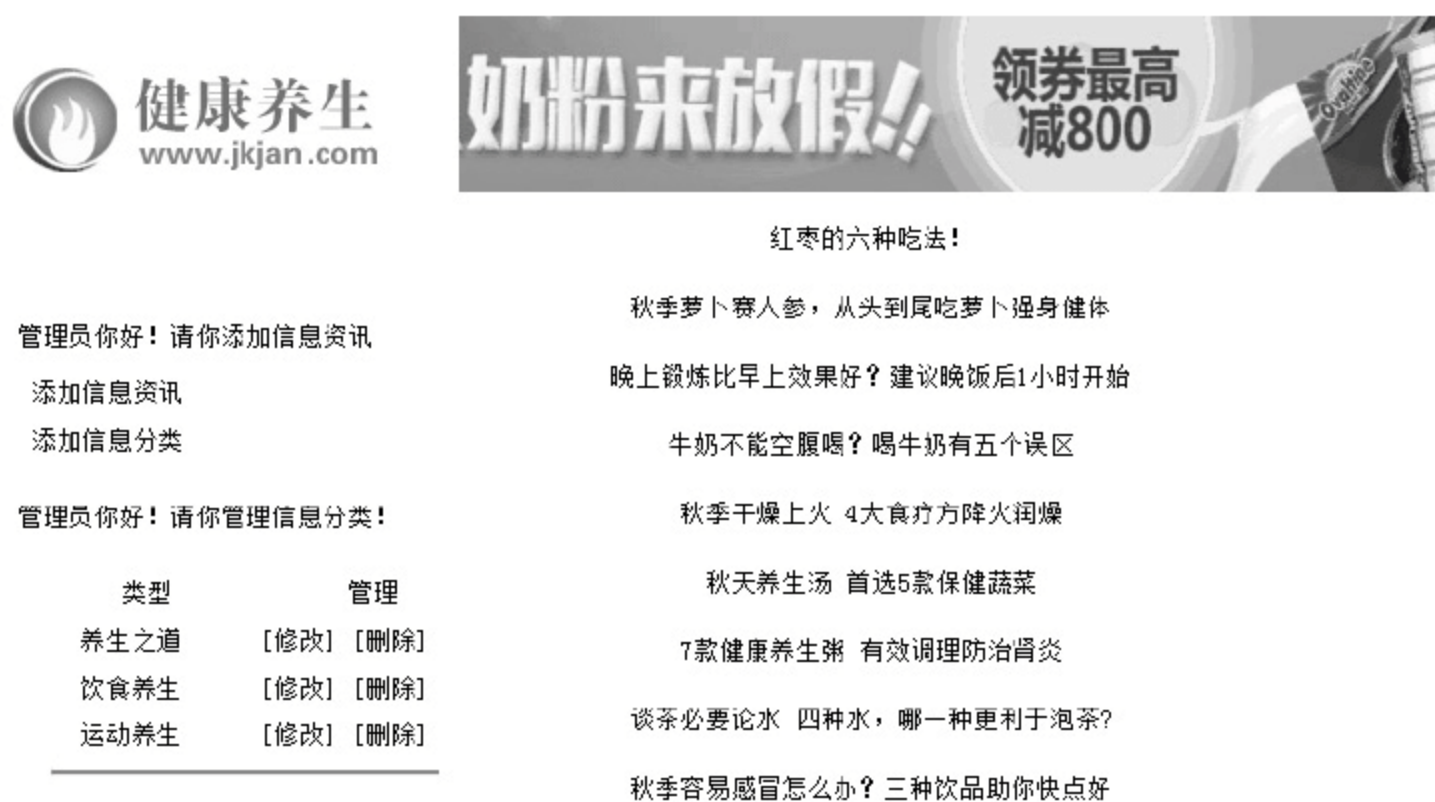 健康养生
www.jkjan.com
奶粉来放假!!
领券最高
减800
Ovaltine
红枣的六种吃法!
秋季萝卜赛人参，从头到尾吃萝卜强身健体
晚上锻炼比早上效果好?建议晚饭后1小时开始
牛奶不能空腹喝?喝牛奶有五个误区
秋季干燥上火 4大食疗方降火润燥
秋天养生汤 首选5款保健蔬菜
7款健康养生粥 有效调理防治肾炎
谈茶必要论水 四种水，哪一种更利于泡茶?
秋季容易感冒怎么办?三种饮品助你快点好
管理员你好!请你添加信息资讯
添加信息资讯
添加信息分类
管理员你好!请你管理信息分类!
类型 管理
养生之道 [修改] [删除]
饮食养生 [修改] [删除]
运动养生 [修改] [删除]